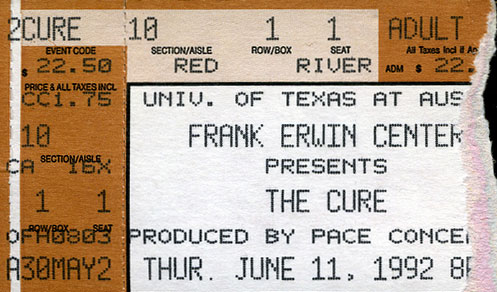 2CURE 10 1 1 ADULT
EVENT CODE SECTION/AISLE ROW/BOX SEAT All Taxes Incl if A
$ 22.50 RED RIVER ADM $ 22.
PRICE & ALL TAXES INCL
CC1.75 UNIV. OF TEXAS AT AUS
10 FRANK ERWIN CENTER
SECTION/AISLE
CA 16X PRESENTS
1 1 THE CURE
ROW/BOX SEAT
OFA0803 PRODUCED BY PACE CONCE
A30MAY2 THUR. JUNE 11, 1992 8P